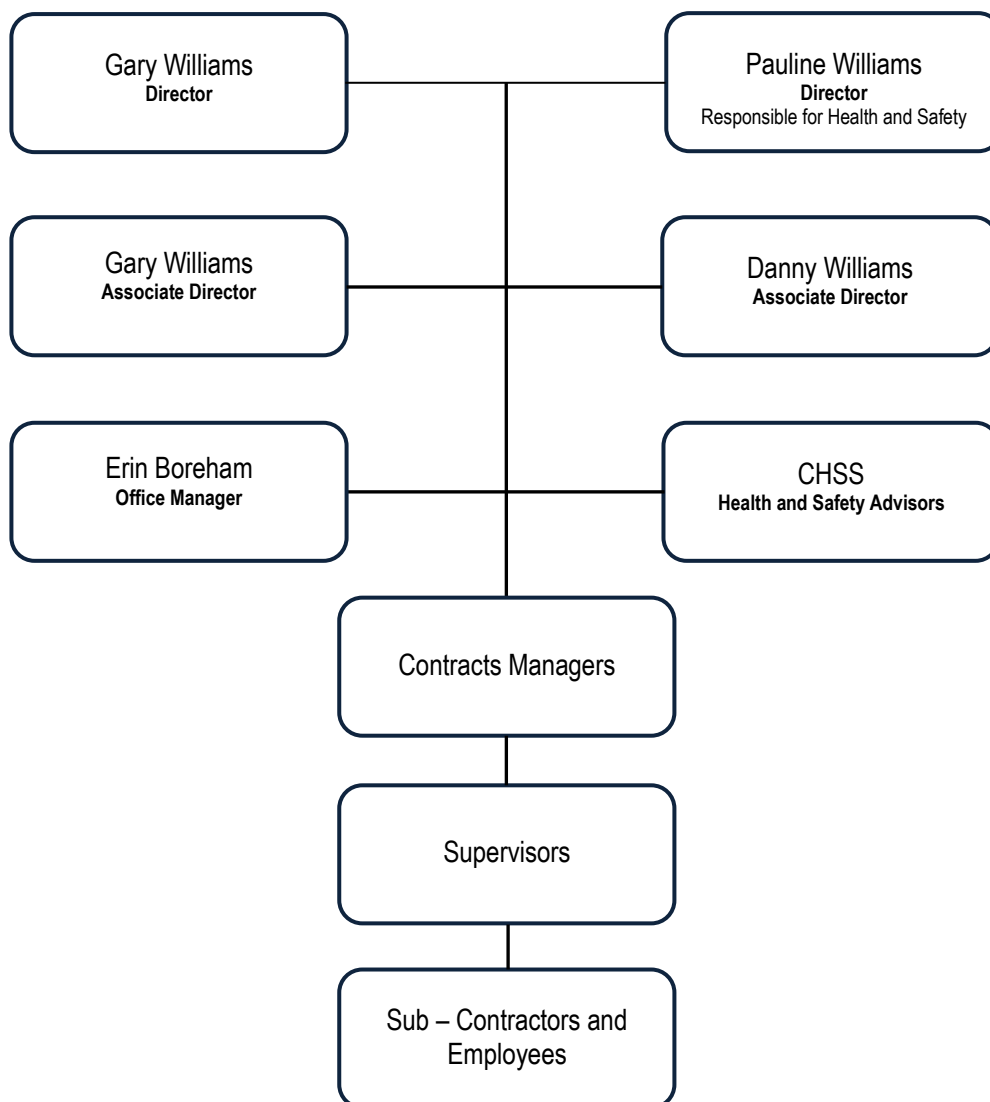 Gary Williams
Director
Pauline Williams
Director
Responsible for Health and Safety
Gary Williams
Associate Director
Danny Williams
Associate Director
Erin Boreham
Office Manager
CHSS
Health and Safety Advisors
Contracts Managers
Supervisors
Sub – Contractors and
Employees